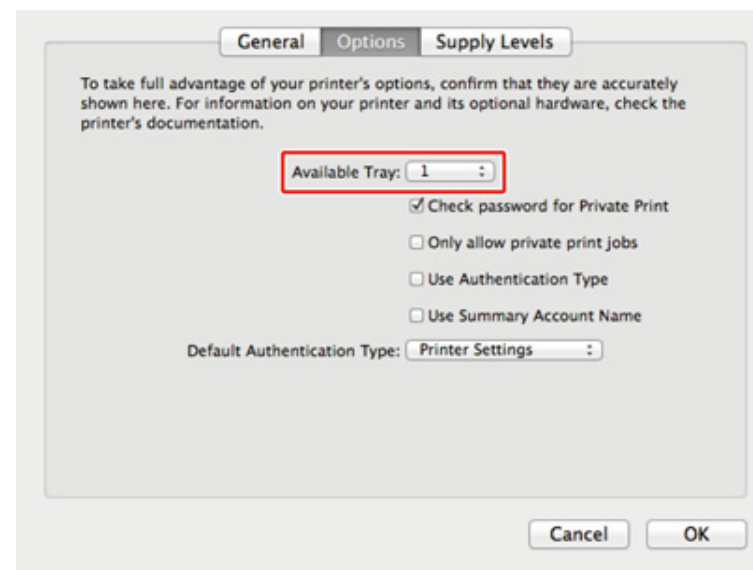 General Options Supply Levels
To take full advantage of your printer's options, confirm that they are accurately
shown here. For information on your printer and its optional hardware, check the
printer's documentation.
Available Tray: 1
Check password for Private Print
Only allow private print jobs
Use Authentication Type
Use Summary Account Name
Default Authentication Type: Printer Settings
Cancel OK